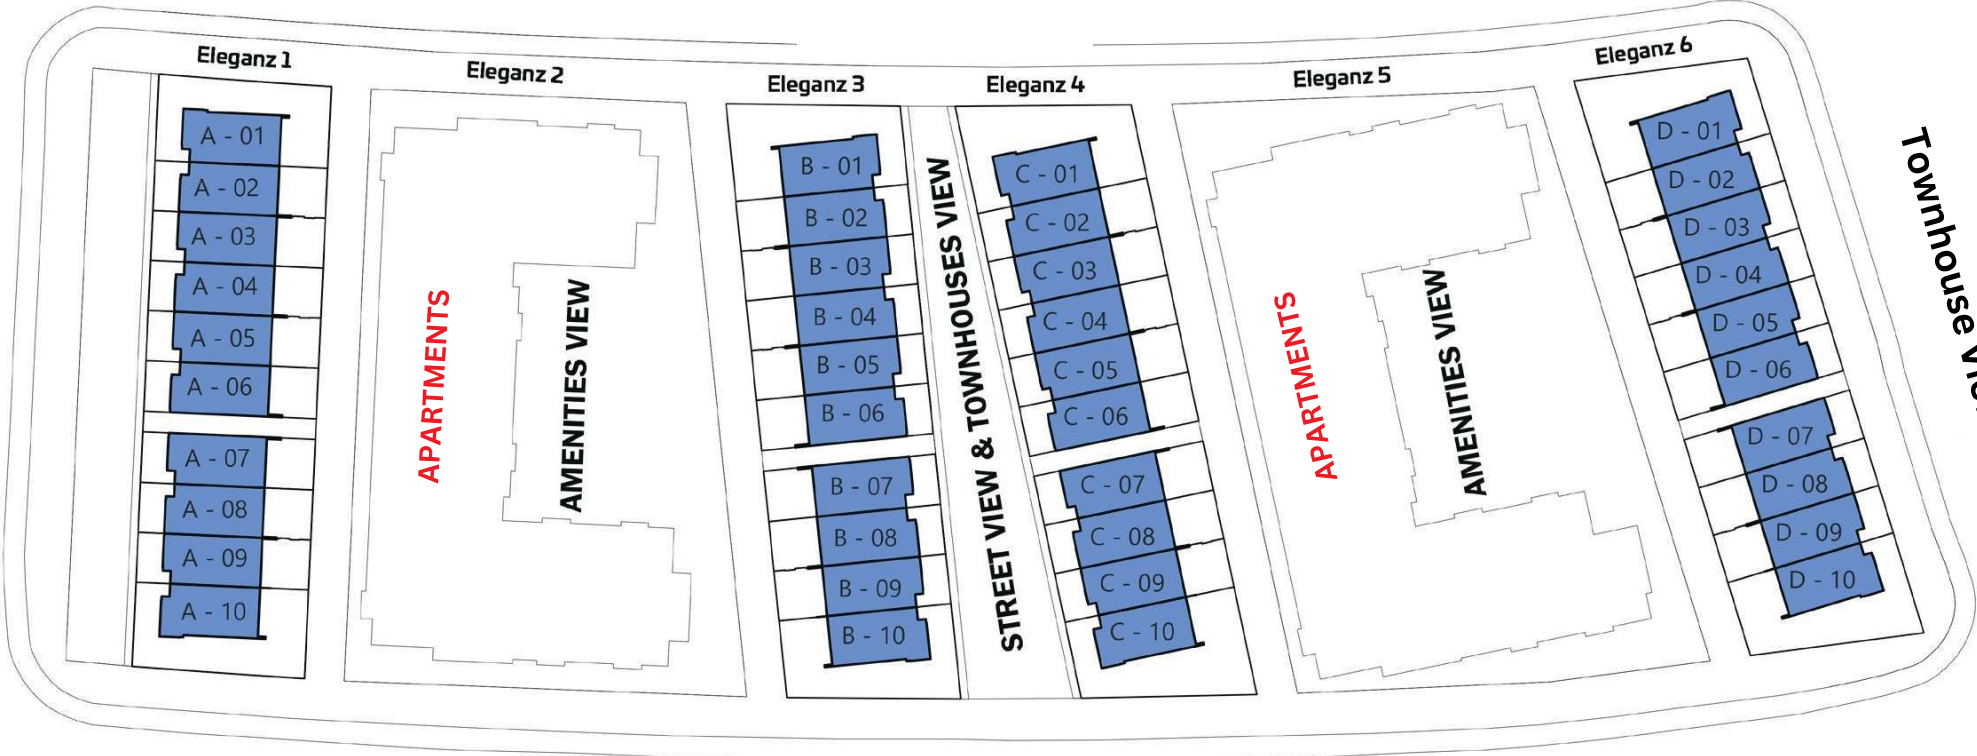 Eleganz 1
A - 01
A - 02
A - 03
A - 04
A - 05
A - 06
A - 07
A - 08
A - 09
A - 10
Eleganz 2
APARTMENTS
AMENITIES VIEW
Eleganz 3
B - 01
B - 02
B - 03
B - 04
B - 05
B - 06
B - 07
B - 08
B - 09
B - 10
STREET VIEW & TOWNHOUSES VIEW
Eleganz 4
C - 01
C - 02
C - 03
C - 04
C - 05
C - 06
C - 07
C - 08
C - 09
C - 10
Eleganz 5
APARTMENTS
AMENITIES VIEW
Eleganz 6
D - 01
D - 02
D - 03
D - 04
D - 05
D - 06
D - 07
D - 08
D - 09
D - 10
Townhouse